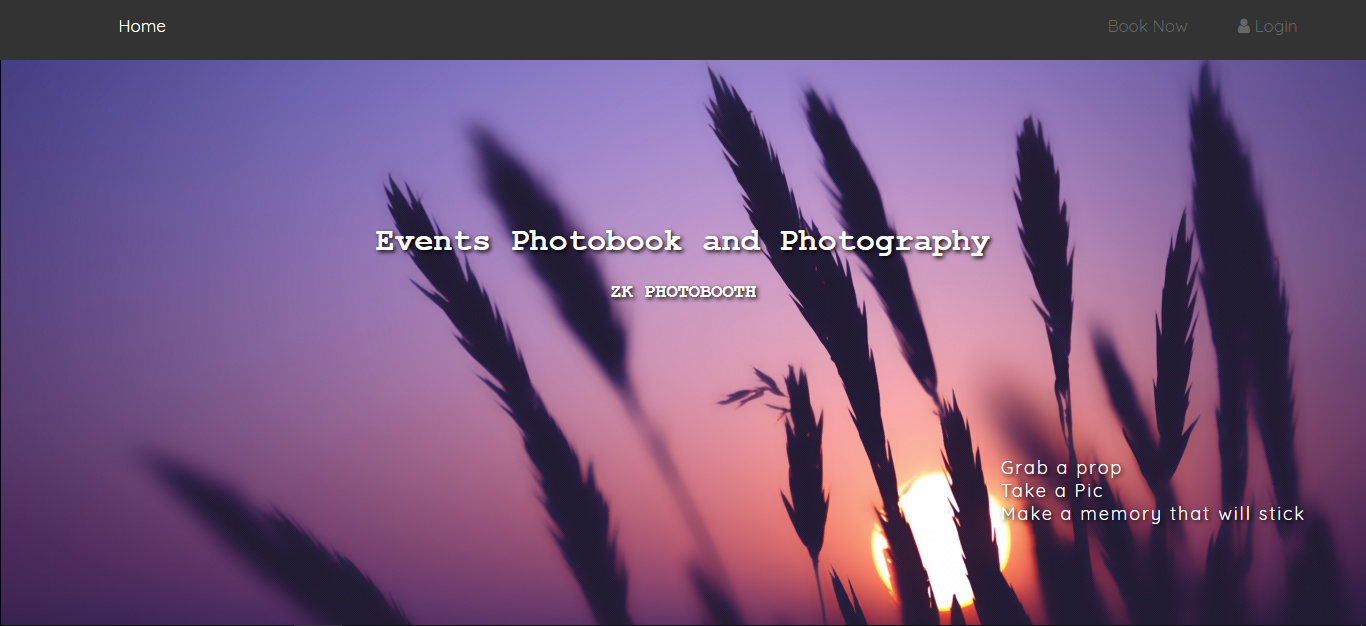 Home
Book Now
Login
Events Photobook and Photography
ZK PHOTOBOOTH
Grab a prop
Take a Pic
Make a memory that will stick